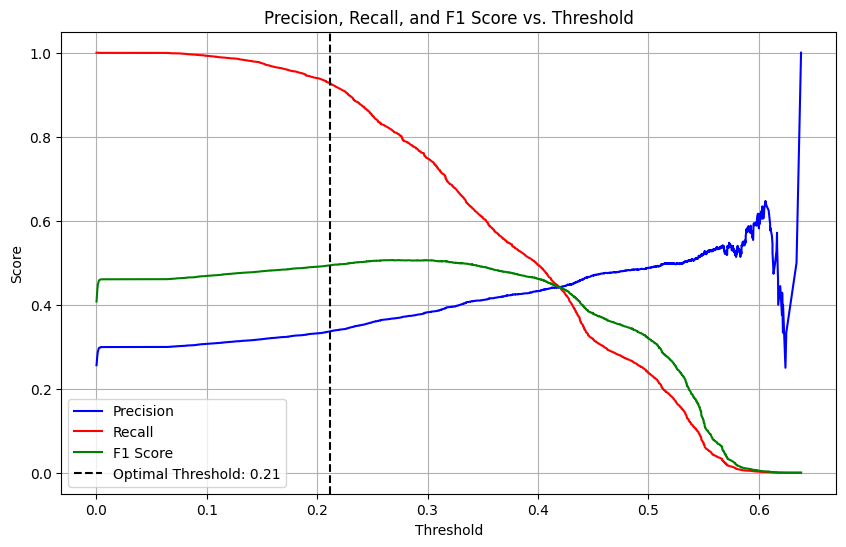 Precision, Recall, and F1 Score vs. Threshold
1.0
0.8
0.6
0.4
0.2
0.0
Score
Precision
Recall
F1 Score
Optimal Threshold: 0.21
0.0 0.1 0.2 0.3 0.4 0.5 0.6
Threshold